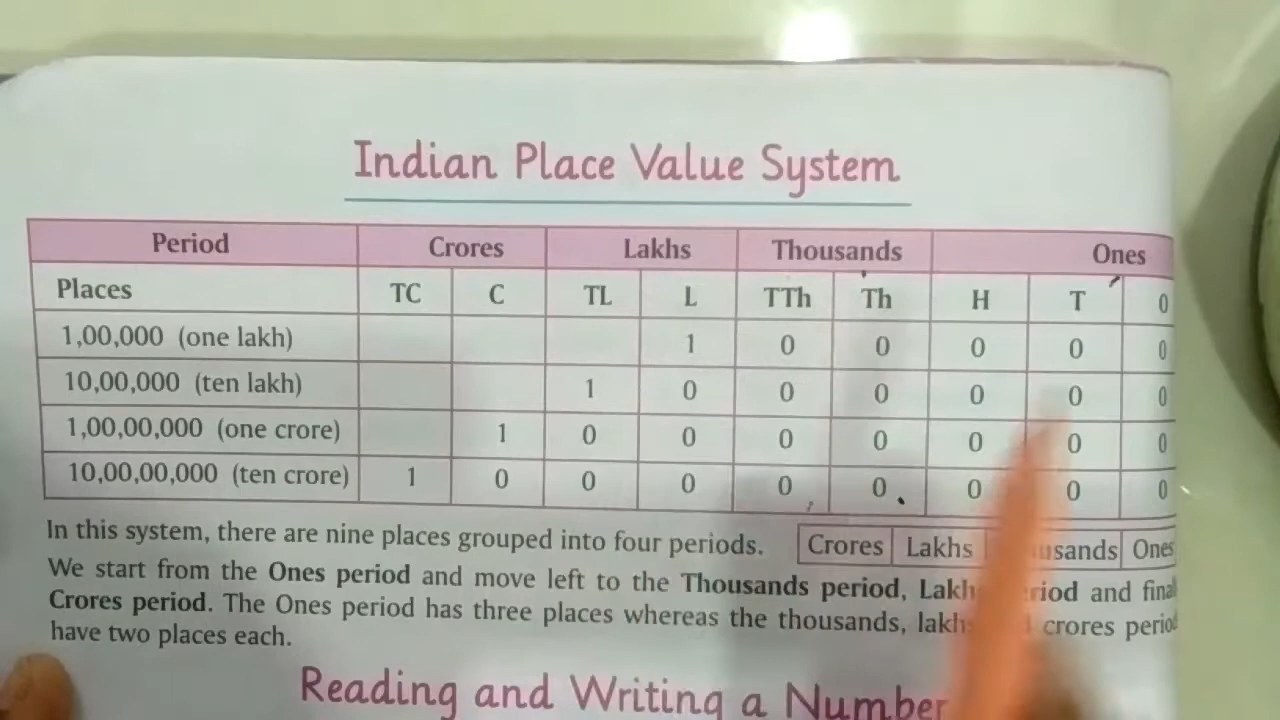 Indian Place Value System
Period Crores Lakhs Thousands Ones
Places TC C TL L TTh Th H T O
1,00,000 (one lakh) 1 0 0 0 0 0
10,00,000 (ten lakh) 1 0 0 0 0 0 0
1,00,00,000 (one crore) 1 0 0 0 0 0 0 0
10,00,00,000 (ten crore) 1 0 0 0 0 0 0 0 0
In this system, there are nine places grouped into four periods. Crores Lakhs Ones
We start from the Ones period and move left to the Thousands period, and
Crores period. The Ones period has three places whereas the thousands, crores
have two places each.
Reading and Writing a Number